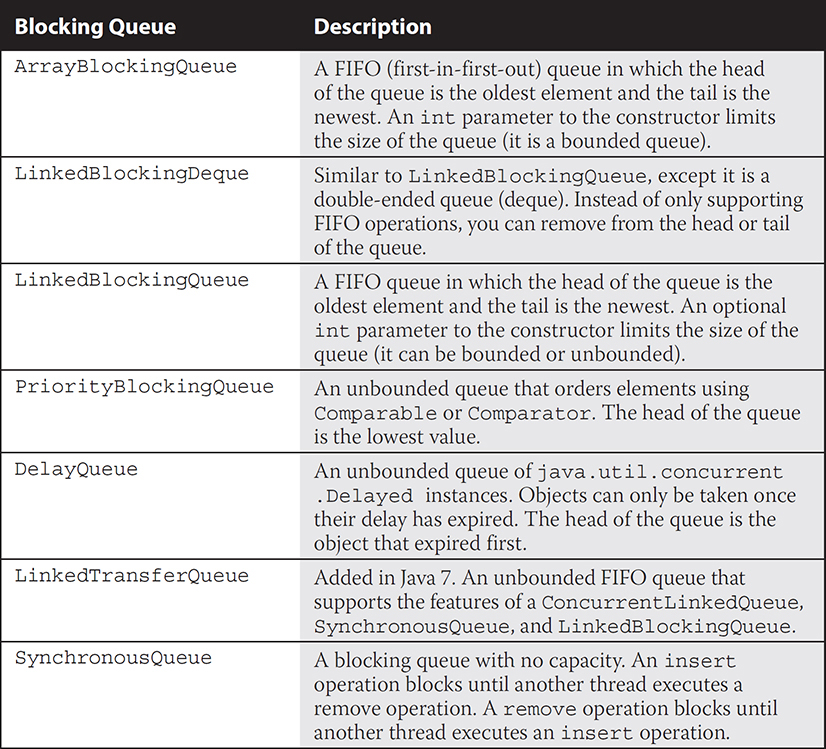 Blocking Queue Description
ArrayBlockingQueue A FIFO (first-in-first-out) queue in which the head
of the queue is the oldest element and the tail is the
newest. An int parameter to the constructor limits
the size of the queue (it is a bounded queue).
LinkedBlockingDeque Similar to LinkedBlockingQueue, except it is a
double-ended queue (deque). Instead of only supporting
FIFO operations, you can remove from the head or tail
of the queue.
LinkedBlockingQueue A FIFO queue in which the head of the queue is the
oldest element and the tail is the newest. An optional
int parameter to the constructor limits the size of the
queue (it can be bounded or unbounded).
PriorityBlockingQueue An unbounded queue that orders elements using
Comparable or Comparator. The head of the queue
is the lowest value.
DelayQueue An unbounded queue of java.util.concurrent
.Delayed instances. Objects can only be taken once
their delay has expired. The head of the queue is the
object that expired first.
LinkedTransferQueue Added in Java 7. An unbounded FIFO queue that
supports the features of a ConcurrentLinkedQueue,
SynchronousQueue, and LinkedBlockingQueue.
SynchronousQueue A blocking queue with no capacity. An insert
operation blocks until another thread executes a
remove operation. A remove operation blocks until
another thread executes an insert operation.